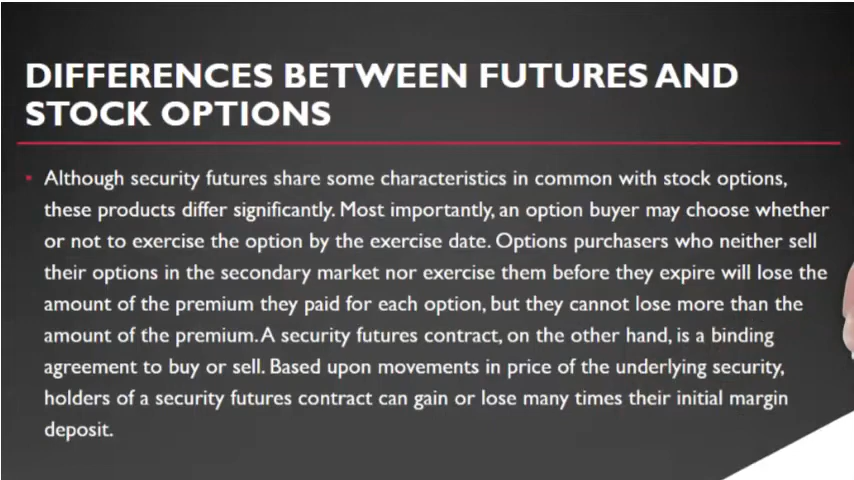 DIFFERENCES BETWEEN FUTURES AND
STOCK OPTIONS
• Although security futures share some characteristics in common with stock options,
these products differ significantly. Most importantly, an option buyer may choose whether
or not to exercise the option by the exercise date. Options purchasers who neither sell
their options in the secondary market nor exercise them before they expire will lose the
amount of the premium they paid for each option, but they cannot lose more than the
amount of the premium. A security futures contract, on the other hand, is a binding
agreement to buy or sell. Based upon movements in price of the underlying security,
holders of a security futures contract can gain or lose many times their initial margin
deposit.